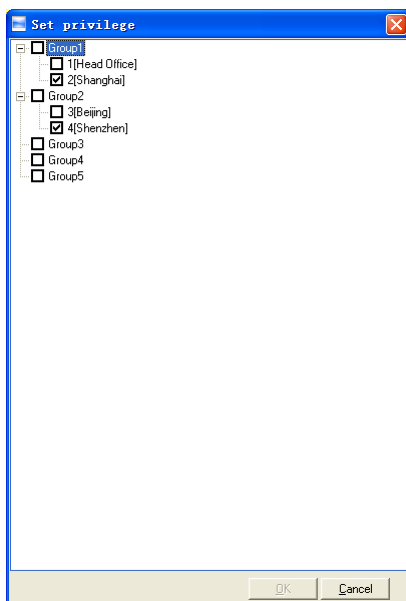 Set privilege
Group1
1[Head Office]
2[Shanghai]
Group2
3[Beijing]
4[Shenzhen]
Group3
Group4
Group5
OK Cancel